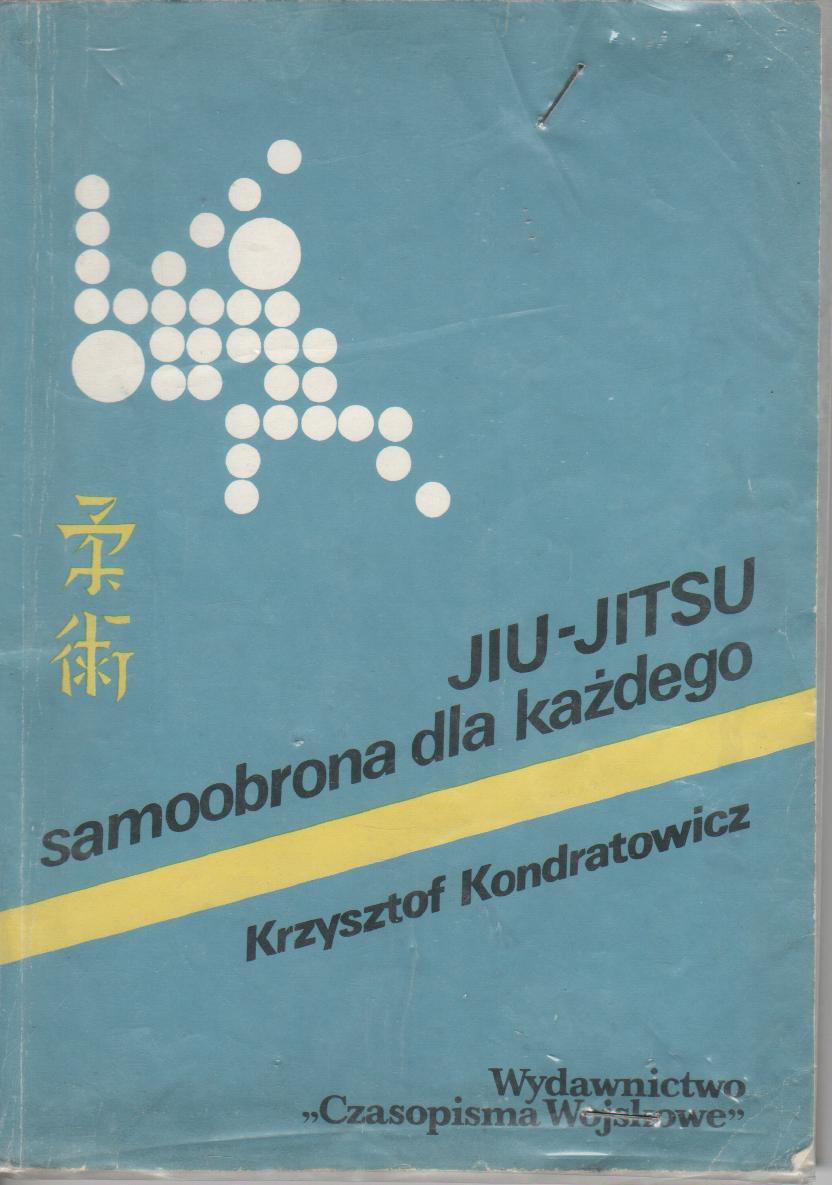 柔術
JIU-JITSU
samoobrona dla każdego
Krzysztof Kondratowicz
Wydawnictwo
„Czasopisma Wojskowe”